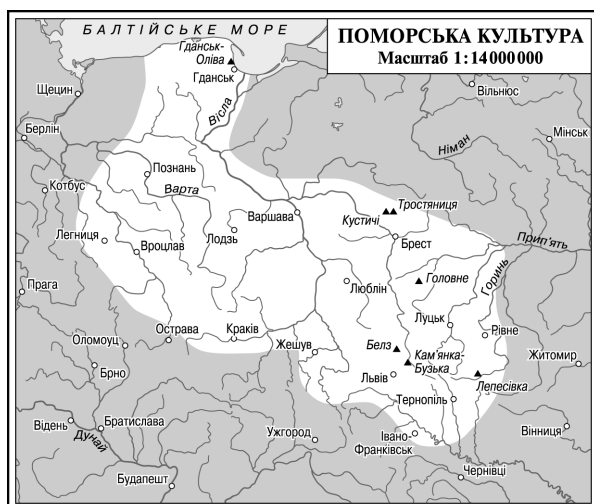 БАЛТІЙСЬКЕ МОРЕ
ПОМОРСЬКА КУЛЬТУРА
Масштаб 1:14000000
Гданськ-
Оліва
Гданськ
Щецин
Вісла
Вільнюс
Берлін
Мінськ
Німан
Познань
Котбус
Варта
Тростяниця
Варшава
Кустичі
Лодзь
Брест
Легниця
Вроцлав
Прип'ять
Головне
Горинь
Люблін
Прага
Луцьк
Рівне
Острава
Краків
Оломоуц
Жешув
Белз
Кам'янка-
Бузька
Житомир
Брно
Львів
Лепесівка
Тернопіль
Відень
Братислава
Дунай
Ужгород
Івано-
Франківськ
Вінниця
Будапешт
Чернівці